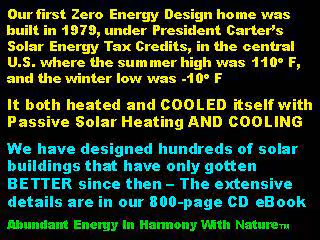 Our first Zero Energy Design home was
built in 1979, under President Carter's
Solar Energy Tax Credits, in the central
U.S. where the summer high was 110º F,
and the winter low was -10º F
It both heated and COOLED itself with
Passive Solar Heating AND COOLING
We have designed hundreds of solar
buildings that have only gotten
BETTER since then – The extensive
details are in our 800-page CD eBook
Abundant Energy In Harmony With Nature™